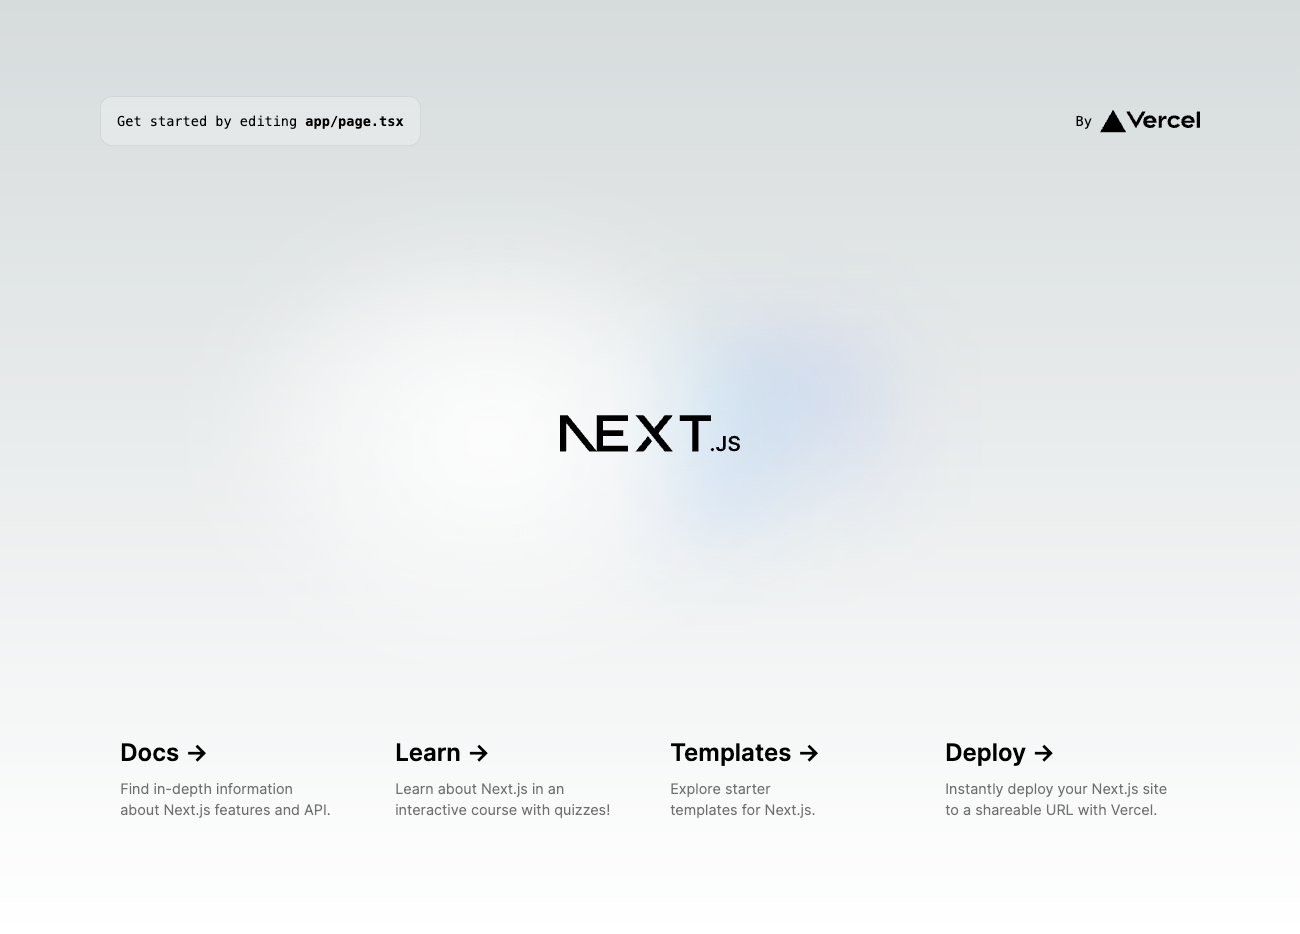 Get started by editing app/page.tsx
By Vercel
NEXT.JS
Docs →
Find in-depth information
about Next.js features and API.
Learn →
Learn about Next.js in an
interactive course with quizzes!
Templates →
Explore starter
templates for Next.js.
Deploy →
Instantly deploy your Next.js site
to a shareable URL with Vercel.